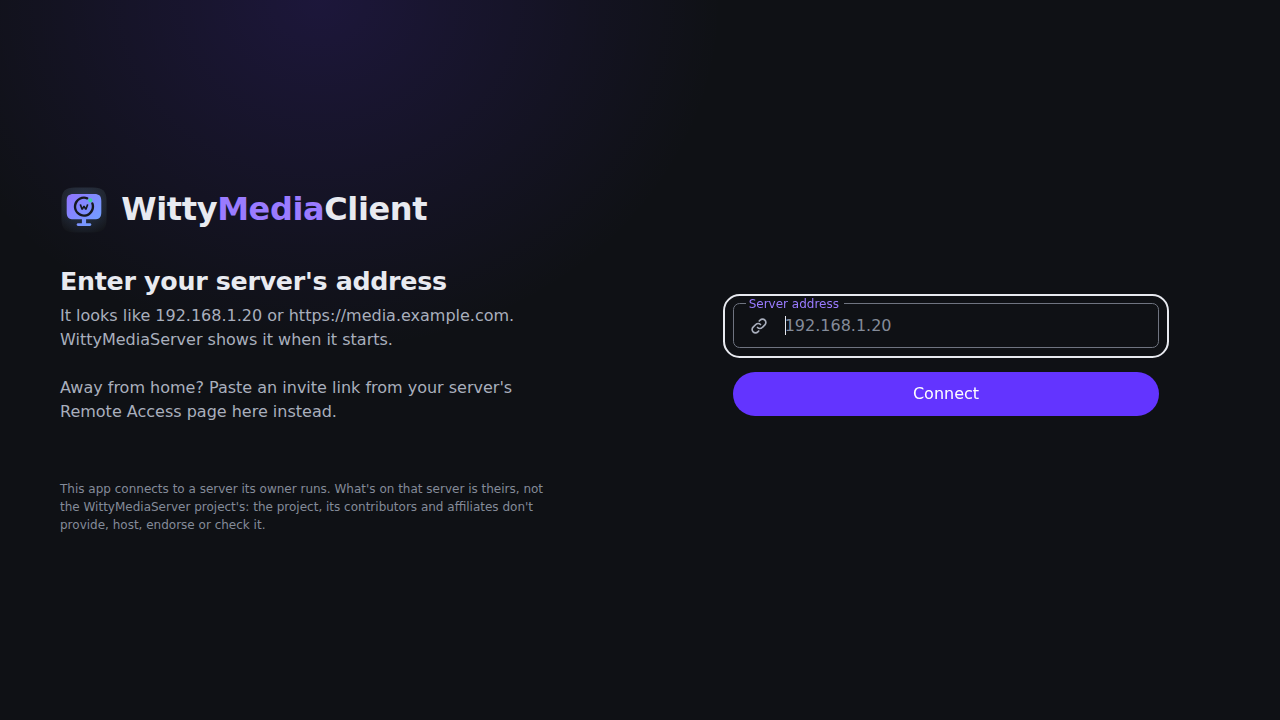 WittyMediaClient
Enter your server's address
It looks like 192.168.1.20 or https://media.example.com.
WittyMediaServer shows it when it starts.
Away from home? Paste an invite link from your server's
Remote Access page here instead.
This app connects to a server its owner runs. What's on that server is theirs, not
the WittyMediaServer project's: the project, its contributors and affiliates don't
provide, host, endorse or check it.
Server address
192.168.1.20
Connect